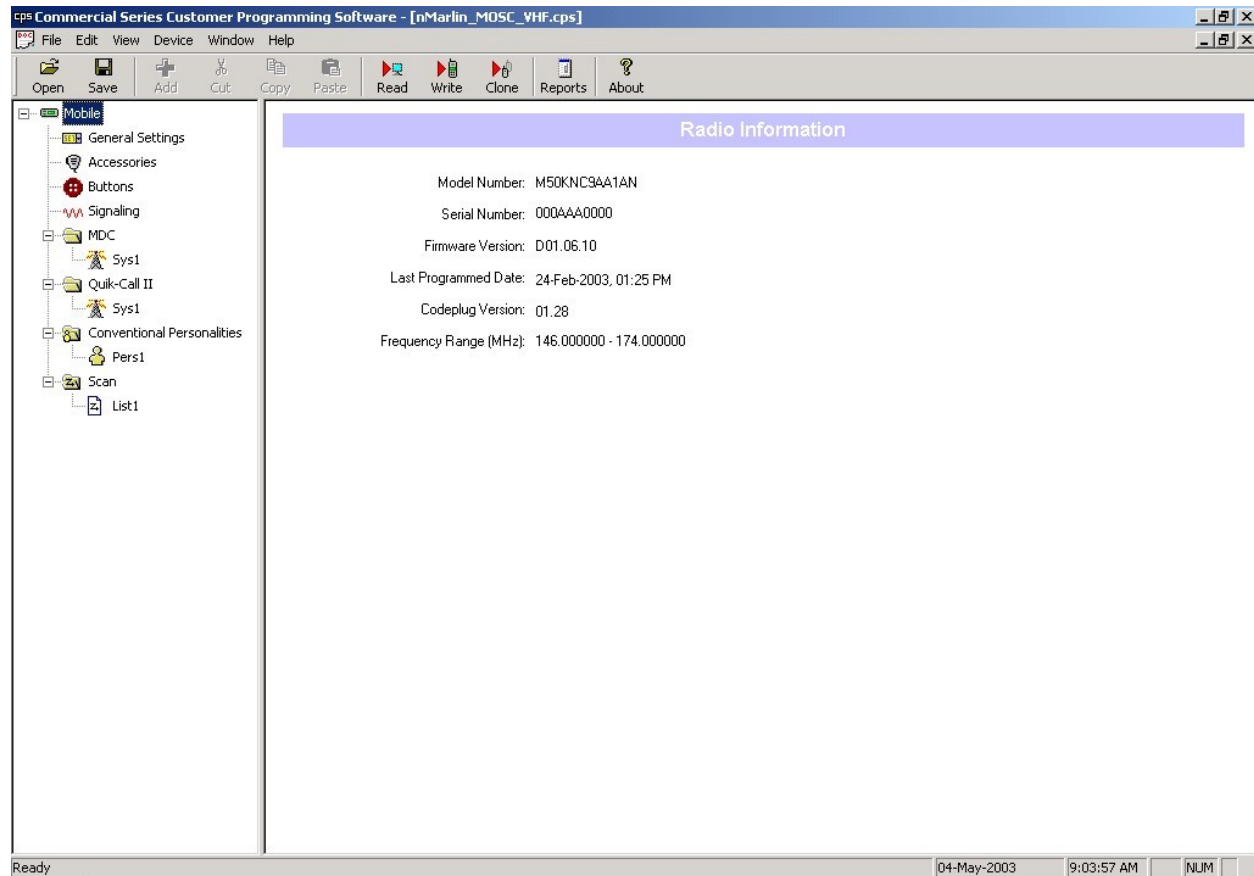 cps Commercial Series Customer Programming Software - [nMarlin_MOSC_VHF.cps]
File Edit View Device Window Help
Open Save Add Cut Copy Paste Read Write Clone Reports About
Mobile
General Settings
Accessories
Buttons
Signaling
MDC
Sys1
Quik-Call II
Sys1
Conventional Personalities
Pers1
Scan
List1
Radio Information
Model Number: M50KNC9AA1AN
Serial Number: 000AAA0000
Firmware Version: D01.06.10
Last Programmed Date: 24-Feb-2003, 01:25 PM
Codeplug Version: 01.28
Frequency Range (MHz): 146.000000 - 174.000000
Ready 04-May-2003 9:03:57 AM NUM